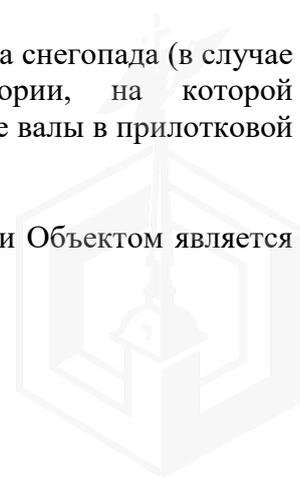 а снегопада (в случае
ории, на которой
е валы в прилотковой
и Объектом является